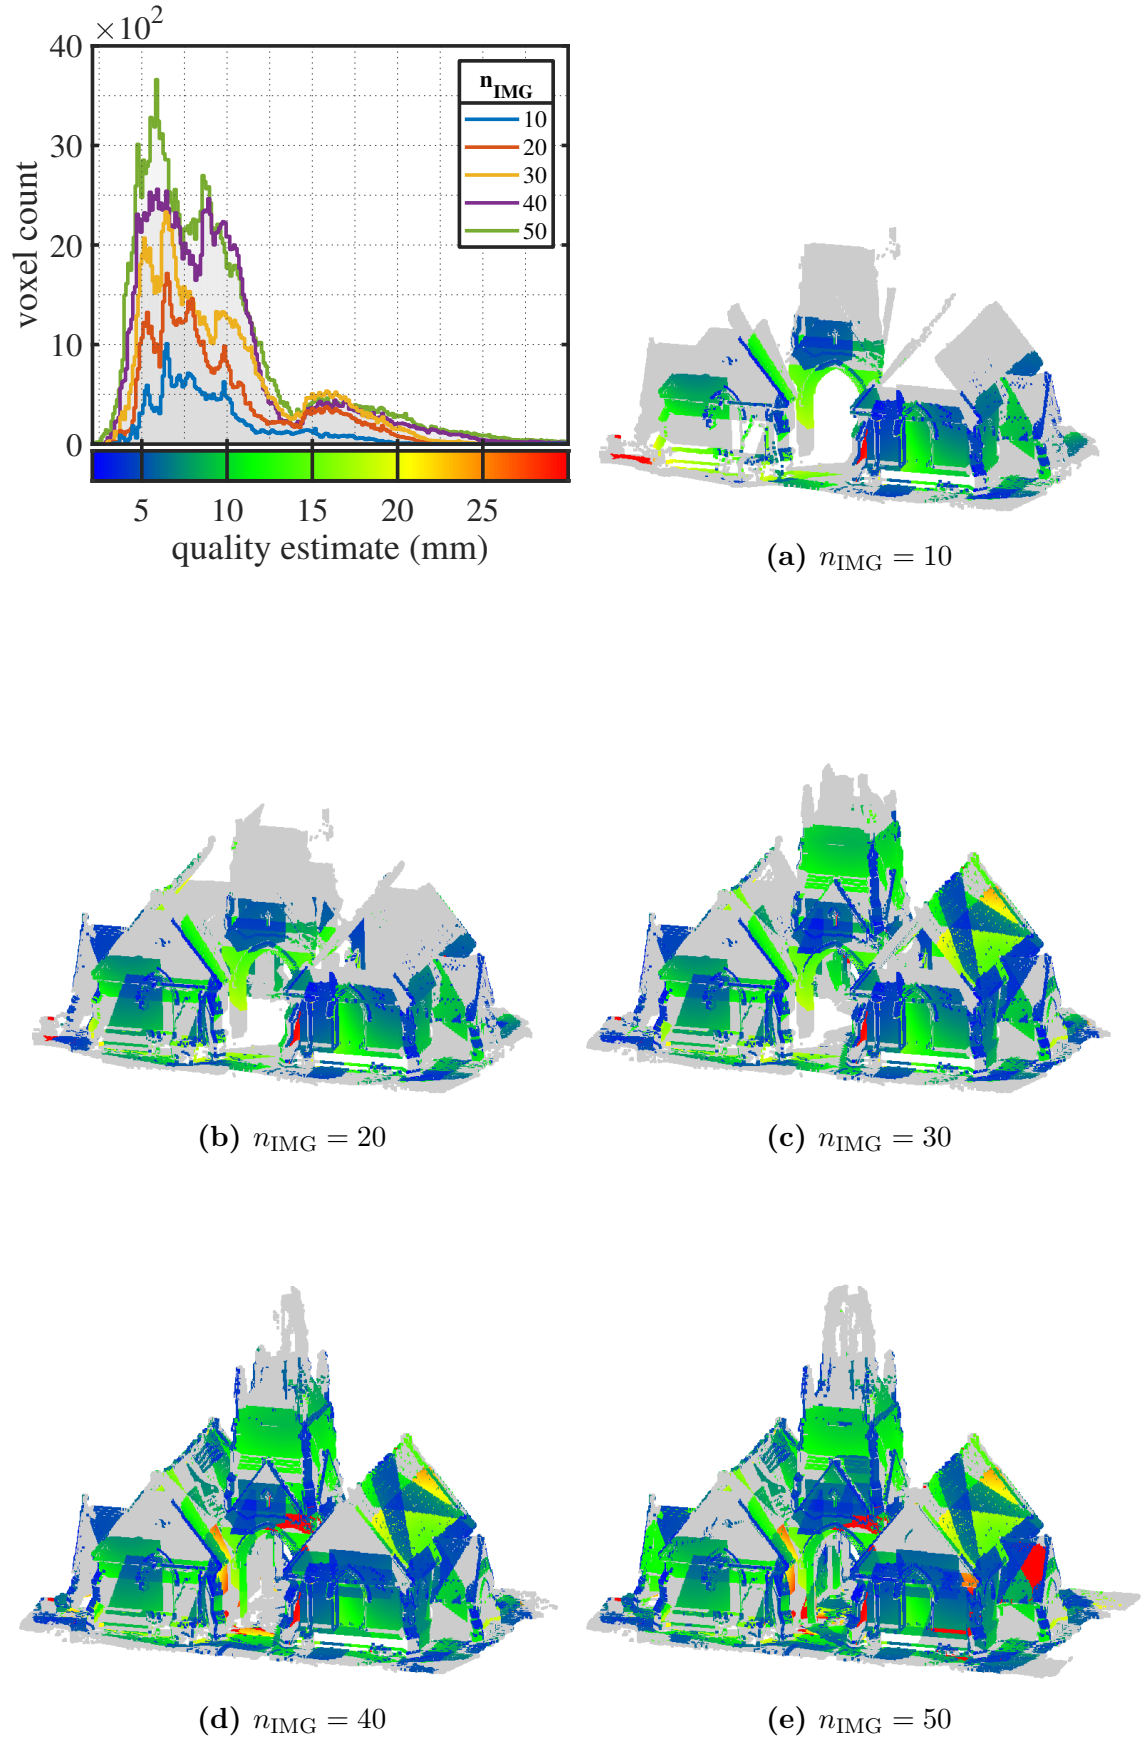 ×10²
40
30
20
10
0
voxel count
n_IMG
10
20
30
40
50
5 10 15 20 25
quality estimate (mm)
(a) n_IMG = 10
(b) n_IMG = 20
(c) n_IMG = 30
(d) n_IMG = 40
(e) n_IMG = 50